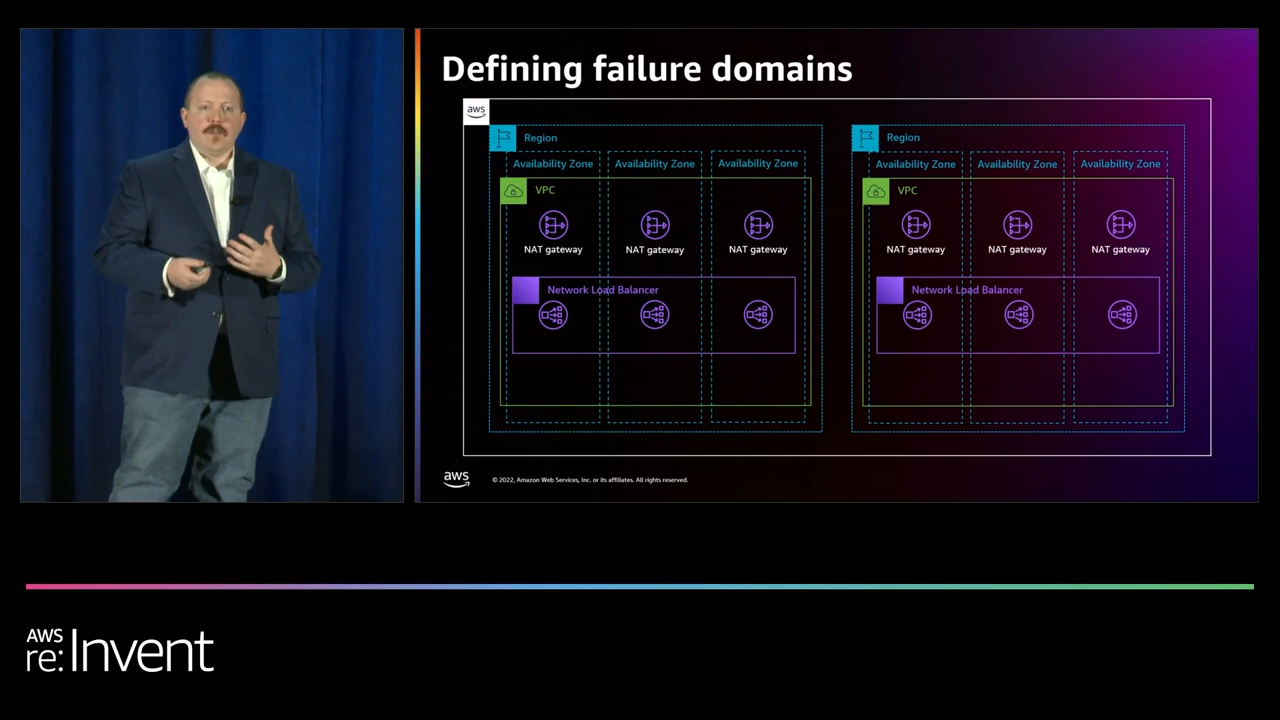 Defining failure domains
aws
Region
Availability Zone
Availability Zone
Availability Zone
VPC
NAT gateway
NAT gateway
NAT gateway
Network Load Balancer
Region
Availability Zone
Availability Zone
Availability Zone
VPC
NAT gateway
NAT gateway
NAT gateway
Network Load Balancer
aws
© 2022, Amazon Web Services, Inc. or its affiliates. All rights reserved.
AWS
re:Invent